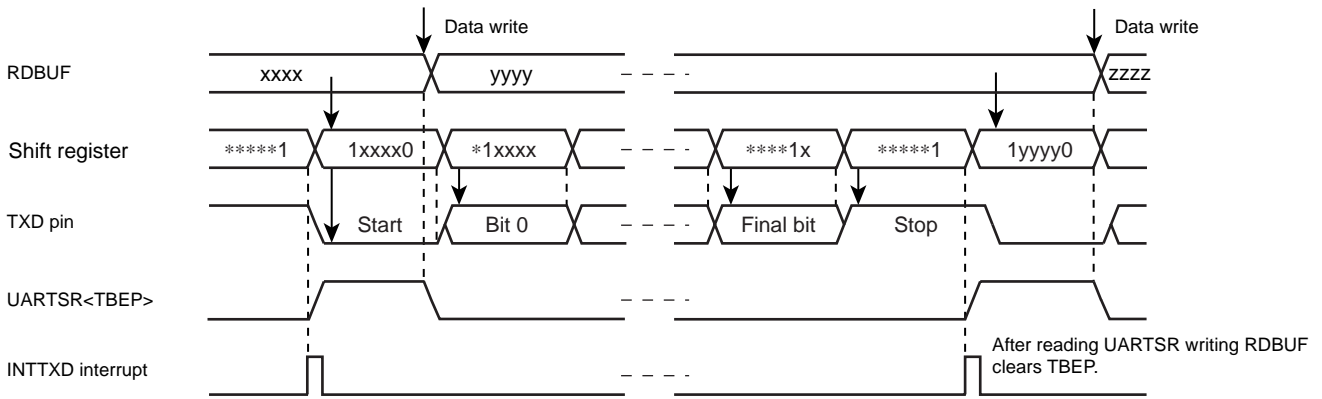 Data write Data write
RDBUF xxxx yyyy zzzz
Shift register *****1 1xxxx0 *1xxxx ****1x *****1 1yyyy0
TXD pin Start Bit 0 Final bit Stop
UARTSR<TBEP>
After reading UARTSR writing RDBUF
INTTXD interrupt clears TBEP.